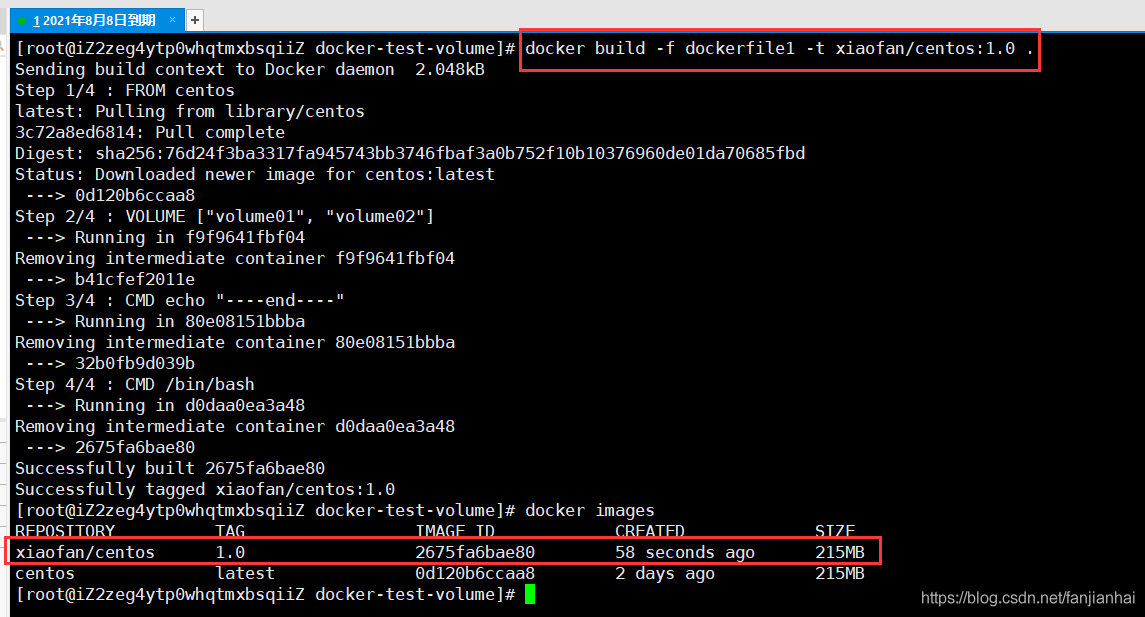 1 2021年8月8日到期 × +
[root@iZ2zeg4ytp0whqtmxbsqiiZ docker-test-volume]# docker build -f dockerfile1 -t xiaofan/centos:1.0 .
Sending build context to Docker daemon  2.048kB
Step 1/4 : FROM centos
latest: Pulling from library/centos
3c72a8ed6814: Pull complete
Digest: sha256:76d24f3ba3317fa945743bb3746fbaf3a0b752f10b10376960de01da70685fbd
Status: Downloaded newer image for centos:latest
 ---> 0d120b6ccaa8
Step 2/4 : VOLUME ["volume01", "volume02"]
 ---> Running in f9f9641fbf04
Removing intermediate container f9f9641fbf04
 ---> b41cfef2011e
Step 3/4 : CMD echo "----end----"
 ---> Running in 80e08151bbba
Removing intermediate container 80e08151bbba
 ---> 32b0fb9d039b
Step 4/4 : CMD /bin/bash
 ---> Running in d0daa0ea3a48
Removing intermediate container d0daa0ea3a48
 ---> 2675fa6bae80
Successfully built 2675fa6bae80
Successfully tagged xiaofan/centos:1.0
[root@iZ2zeg4ytp0whqtmxbsqiiZ docker-test-volume]# docker images
REPOSITORY          TAG                 IMAGE ID            CREATED             SIZE
xiaofan/centos      1.0                 2675fa6bae80        58 seconds ago      215MB
centos              latest              0d120b6ccaa8        2 days ago          215MB
[root@iZ2zeg4ytp0whqtmxbsqiiZ docker-test-volume]#
https://blog.csdn.net/fanjianhai